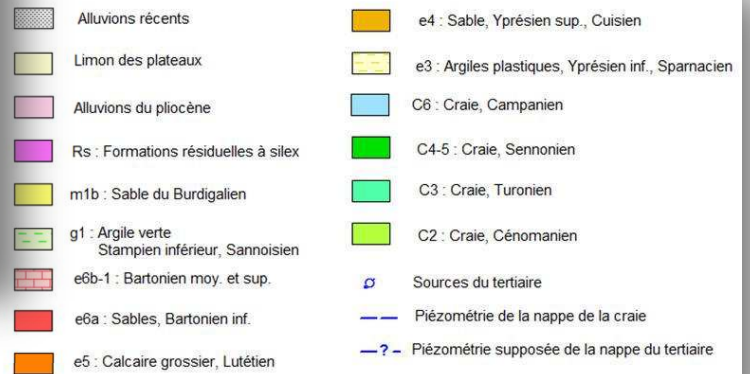 Alluvions récents
Limon des plateaux
Alluvions du pliocène
Rs : Formations résiduelles à silex
m1b : Sable du Burdigalien
g1 : Argile verte
Stampien inférieur, Sannoisien
e6b-1 : Bartonien moy. et sup.
e6a : Sables, Bartonien inf.
e5 : Calcaire grossier, Lutétien
e4 : Sable, Yprésien sup., Cuisien
e3 : Argiles plastiques, Yprésien inf., Sparnacien
C6 : Craie, Campanien
C4-5 : Craie, Sennonien
C3 : Craie, Turonien
C2 : Craie, Cénomanien
Sources du tertiaire
Piézométrie de la nappe de la craie
? Piézométrie supposée de la nappe du tertiaire